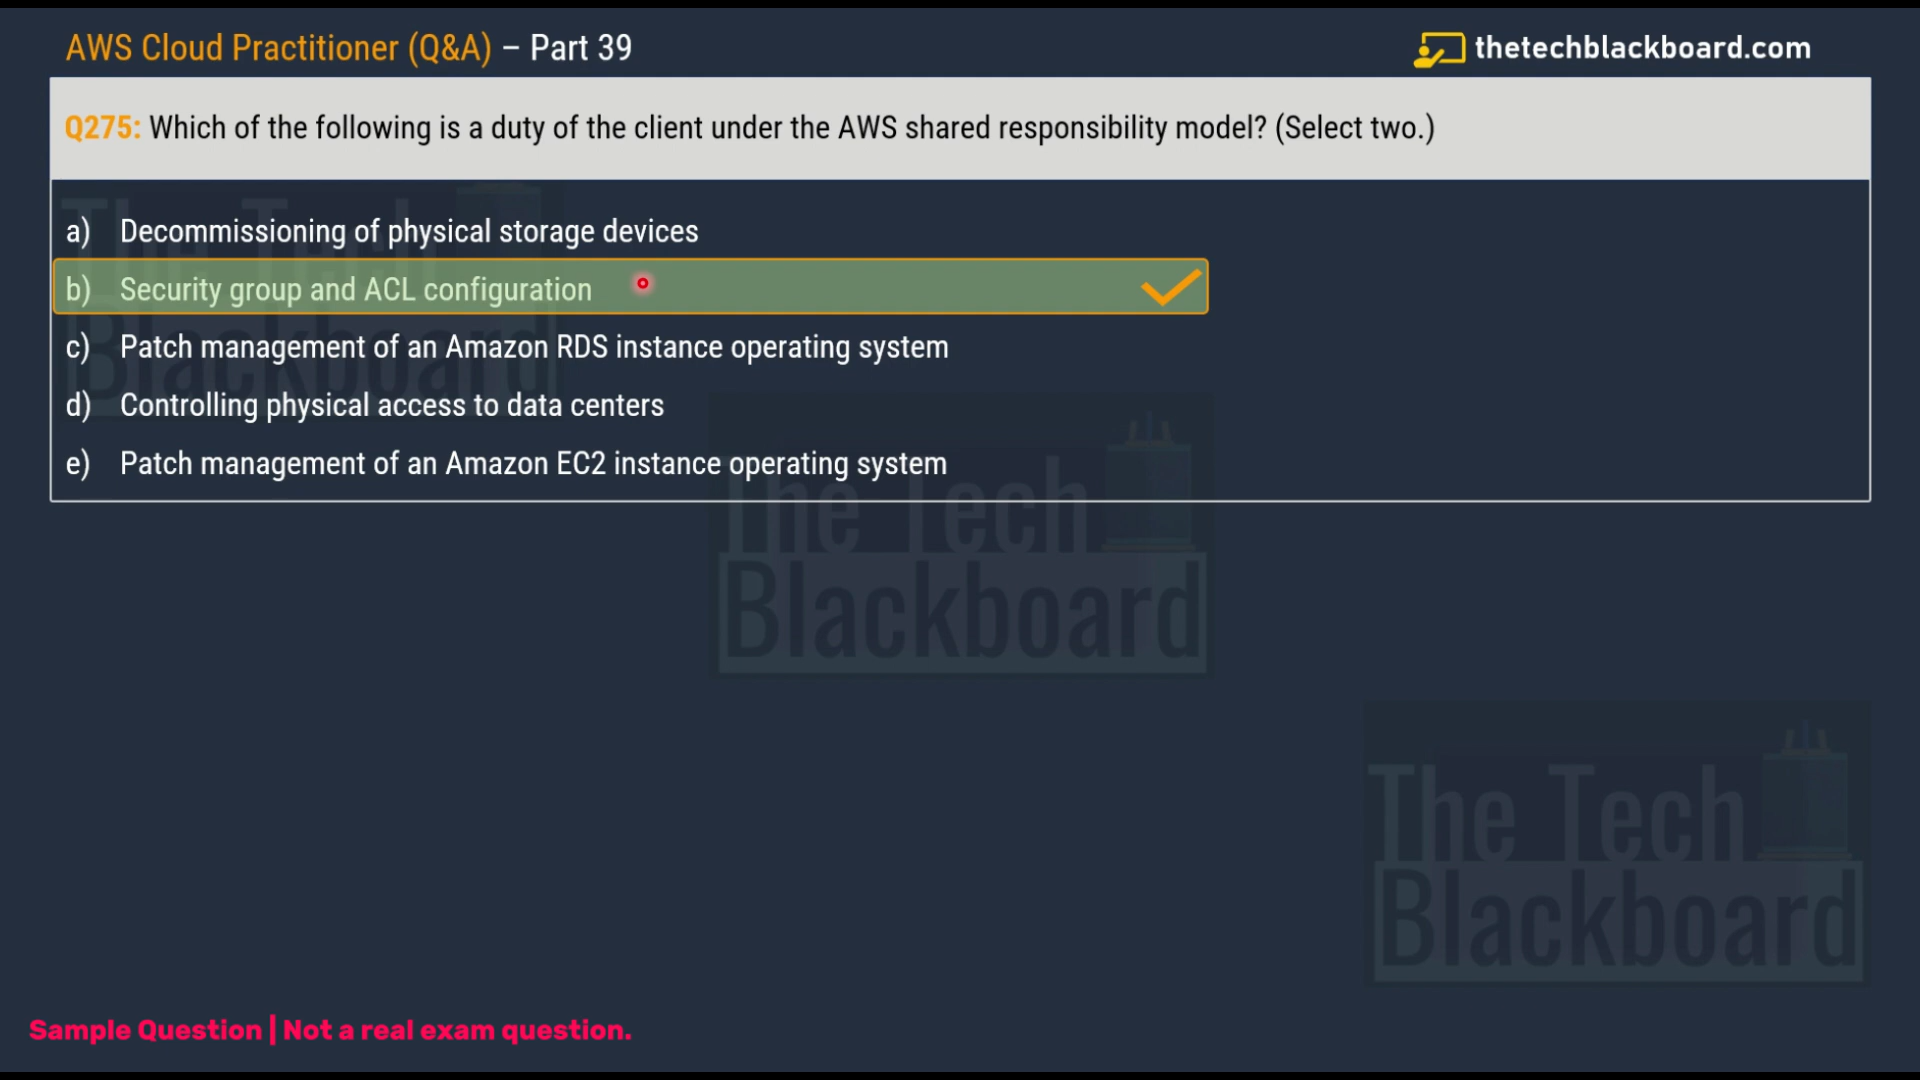 AWS Cloud Practitioner (Q&A) – Part 39
thetechblackboard.com
Q275: Which of the following is a duty of the client under the AWS shared responsibility model? (Select two.)
a) Decommissioning of physical storage devices
b) Security group and ACL configuration
c) Patch management of an Amazon RDS instance operating system
d) Controlling physical access to data centers
e) Patch management of an Amazon EC2 instance operating system
The Tech
Blackboard
The Tech
Blackboard
The Tech
Blackboard
Sample Question | Not a real exam question.